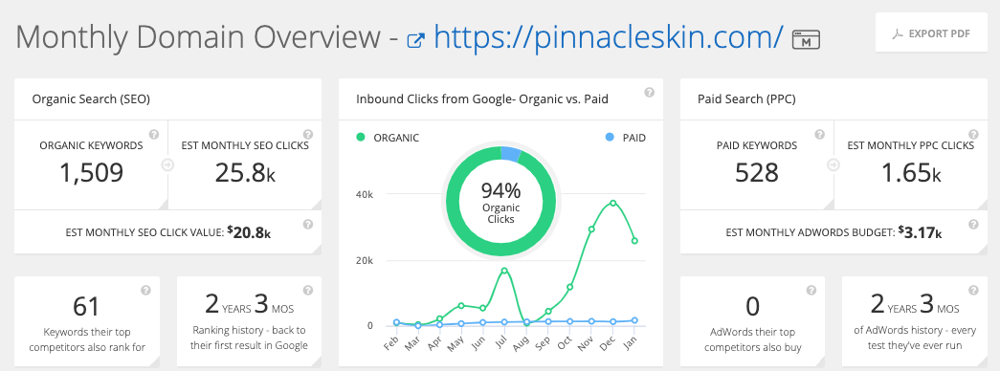 Monthly Domain Overview - https://pinnacleskin.com/ M
EXPORT PDF
Organic Search (SEO)
ORGANIC KEYWORDS ?
1,509
EST MONTHLY SEO CLICKS ?
25.8k
EST MONTHLY SEO CLICK VALUE: $20.8k ?
61 ?
Keywords their top
competitors also rank for
2 YEARS 3 MOS ?
Ranking history - back to
their first result in Google
Inbound Clicks from Google- Organic vs. Paid ?
ORGANIC
PAID
94%
Organic
Clicks
40k
20k
0
Feb Mar Apr May Jun Jul Aug Sep Oct Nov Dec Jan
Paid Search (PPC)
PAID KEYWORDS ?
528
EST MONTHLY PPC CLICKS ?
1.65k
EST MONTHLY ADWORDS BUDGET: $3.17k ?
0 ?
AdWords their top
competitors also buy
2 YEARS 3 MOS ?
of AdWords history - every
test they've ever run